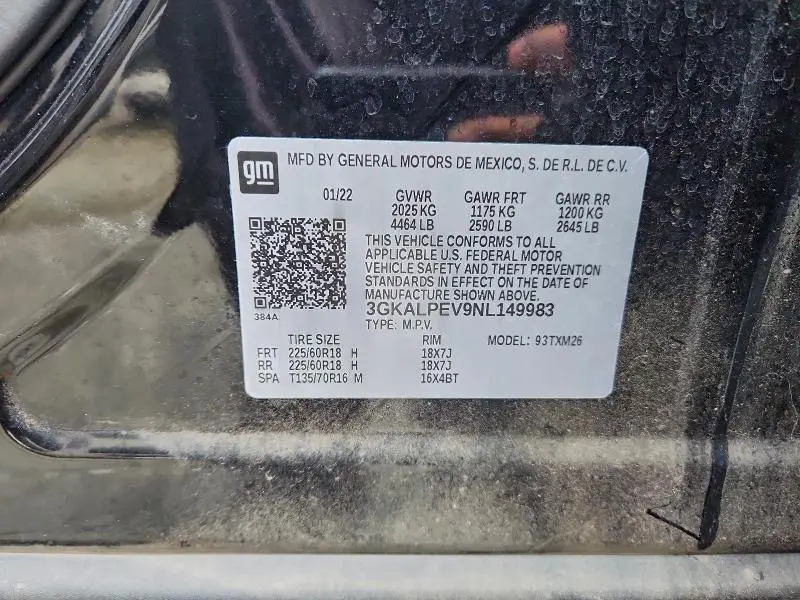 gm
MFD BY GENERAL MOTORS DE MEXICO, S. DE R.L. DE C.V.
01/22 GVWR GAWR FRT GAWR RR
2025 KG 1175 KG 1200 KG
4464 LB 2590 LB 2645 LB
THIS VEHICLE CONFORMS TO ALL
APPLICABLE U.S. FEDERAL MOTOR
VEHICLE SAFETY AND THEFT PREVENTION
STANDARDS IN EFFECT ON THE DATE OF
MANUFACTURE SHOWN ABOVE.
3GKALPEV9NL149983
384A
TYPE: M.P.V.
TIRE SIZE RIM MODEL: 93TXM26
FRT 225/60R18 H 18X7J
RR 225/60R18 H 18X7J
SPA T135/70R16 M 16X4BT